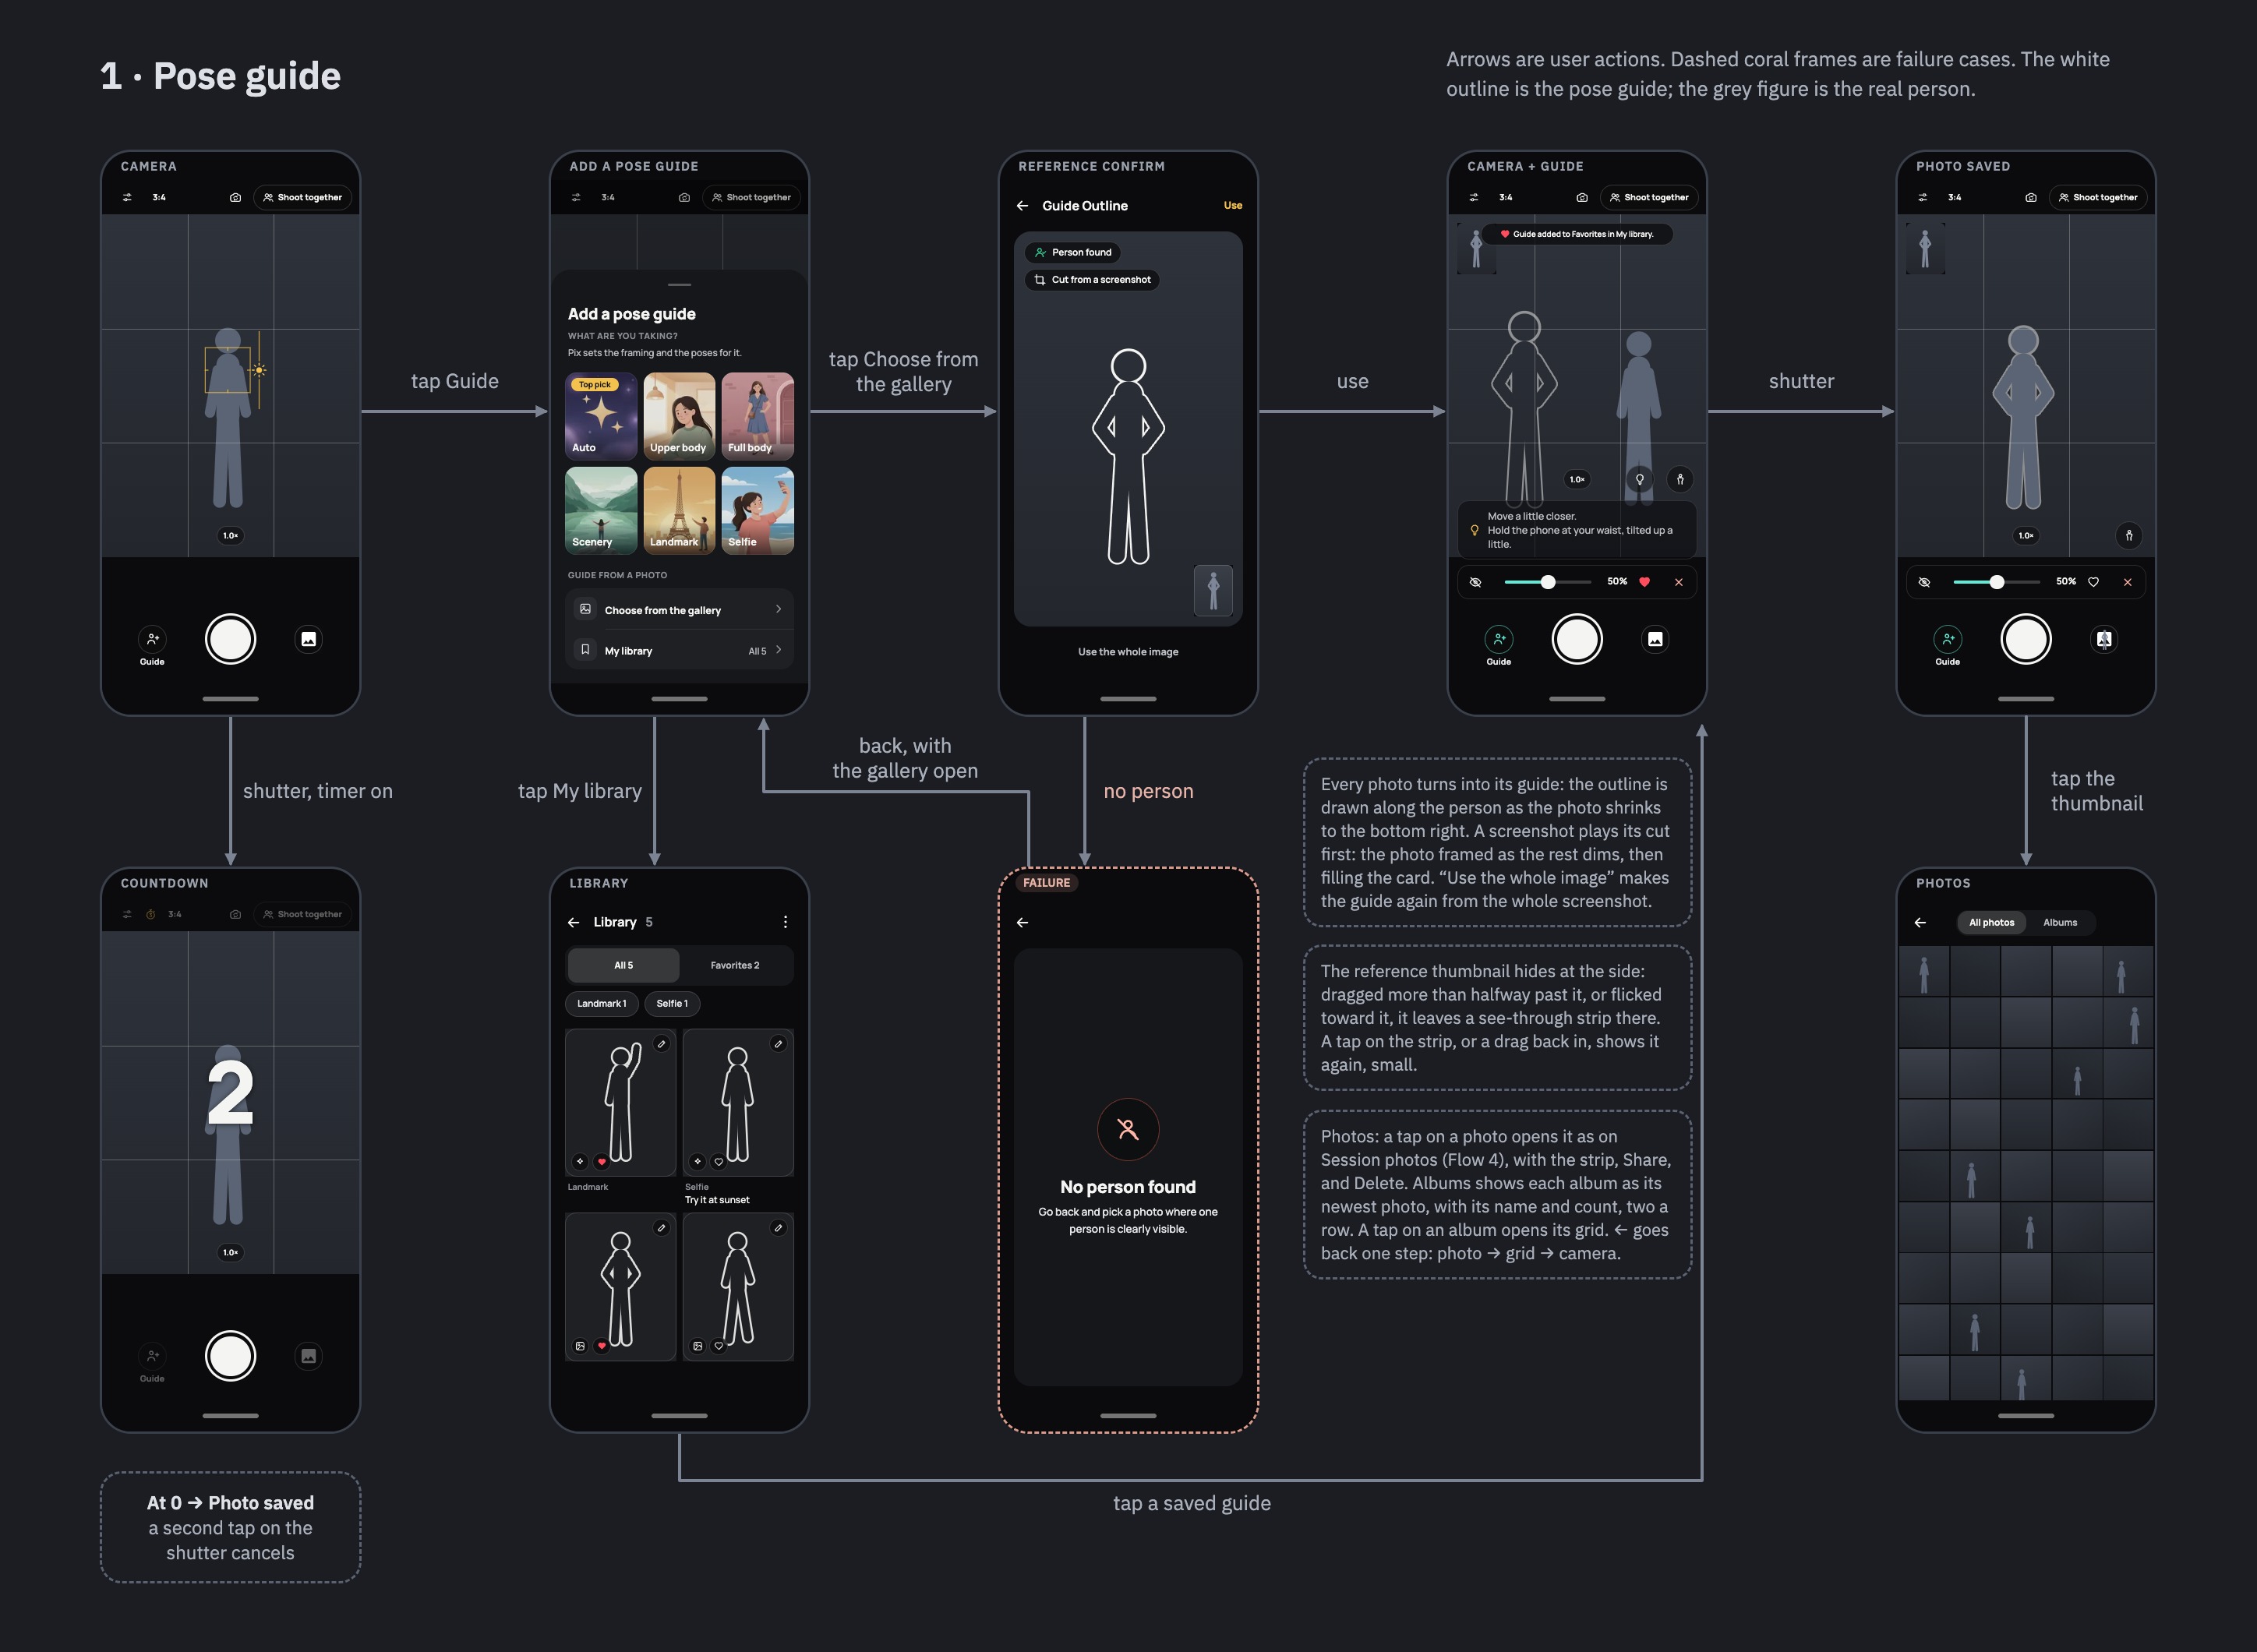 1 · Pose guide
Arrows are user actions. Dashed coral frames are failure cases. The white
outline is the pose guide; the grey figure is the real person.
CAMERA
3:4
Shoot together
1.0×
Guide
tap Guide
ADD A POSE GUIDE
3:4
Shoot together
Add a pose guide
WHAT ARE YOU TAKING?
Pix sets the framing and the poses for it.
Top pick
Auto
Upper body
Full body
Scenery
Landmark
Selfie
GUIDE FROM A PHOTO
Choose from the gallery
My library
All 5
tap Choose from
the gallery
REFERENCE CONFIRM
Guide Outline
Use
Person found
Cut from a screenshot
Use the whole image
use
CAMERA + GUIDE
3:4
Shoot together
Guide added to Favorites in My library.
1.0×
Move a little closer.
Hold the phone at your waist, tilted up a
little.
50%
Guide
shutter
PHOTO SAVED
3:4
Shoot together
1.0×
50%
Guide
shutter, timer on
tap My library
back, with
the gallery open
no person
tap the
thumbnail
COUNTDOWN
3:4
Shoot together
2
1.0×
Guide
At 0 → Photo saved
a second tap on the
shutter cancels
LIBRARY
Library 5
All 5
Favorites 2
Landmark 1
Selfie 1
Landmark
Selfie
Try it at sunset
FAILURE
No person found
Go back and pick a photo where one
person is clearly visible.
Every photo turns into its guide: the outline is
drawn along the person as the photo shrinks
to the bottom right. A screenshot plays its cut
first: the photo framed as the rest dims, then
filling the card. “Use the whole image” makes
the guide again from the whole screenshot.
The reference thumbnail hides at the side:
dragged more than halfway past it, or flicked
toward it, it leaves a see-through strip there.
A tap on the strip, or a drag back in, shows it
again, small.
Photos: a tap on a photo opens it as on
Session photos (Flow 4), with the strip, Share,
and Delete. Albums shows each album as its
newest photo, with its name and count, two a
row. A tap on an album opens its grid. ← goes
back one step: photo → grid → camera.
PHOTOS
All photos
Albums
tap a saved guide